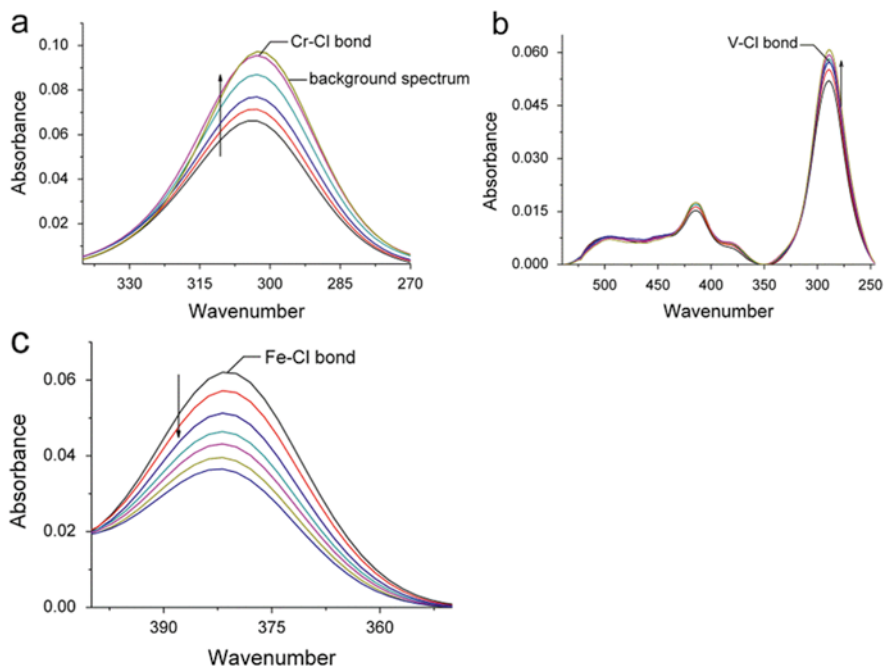 a
0.10
0.08
0.06
0.04
0.02
Absorbance
Cr-Cl bond
background spectrum
330 315 300 285 270
Wavenumber
b
0.060
0.045
0.030
0.015
0.000
Absorbance
V-Cl bond
500 450 400 350 300 250
Wavenumber
c
0.06
0.04
0.02
0.00
Absorbance
Fe-Cl bond
390 375 360
Wavenumber